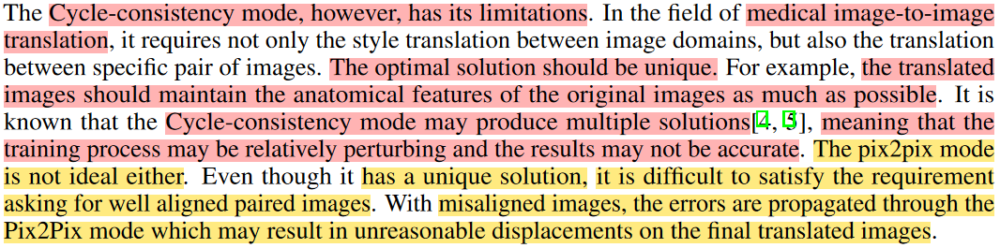 The Cycle-consistency mode, however, has its limitations. In the field of medical image-to-image
translation, it requires not only the style translation between image domains, but also the translation
between specific pair of images. The optimal solution should be unique. For example, the translated
images should maintain the anatomical features of the original images as much as possible. It is
known that the Cycle-consistency mode may produce multiple solutions[4, 5], meaning that the
training process may be relatively perturbing and the results may not be accurate. The pix2pix mode
is not ideal either. Even though it has a unique solution, it is difficult to satisfy the requirement
asking for well aligned paired images. With misaligned images, the errors are propagated through the
Pix2Pix mode which may result in unreasonable displacements on the final translated images.